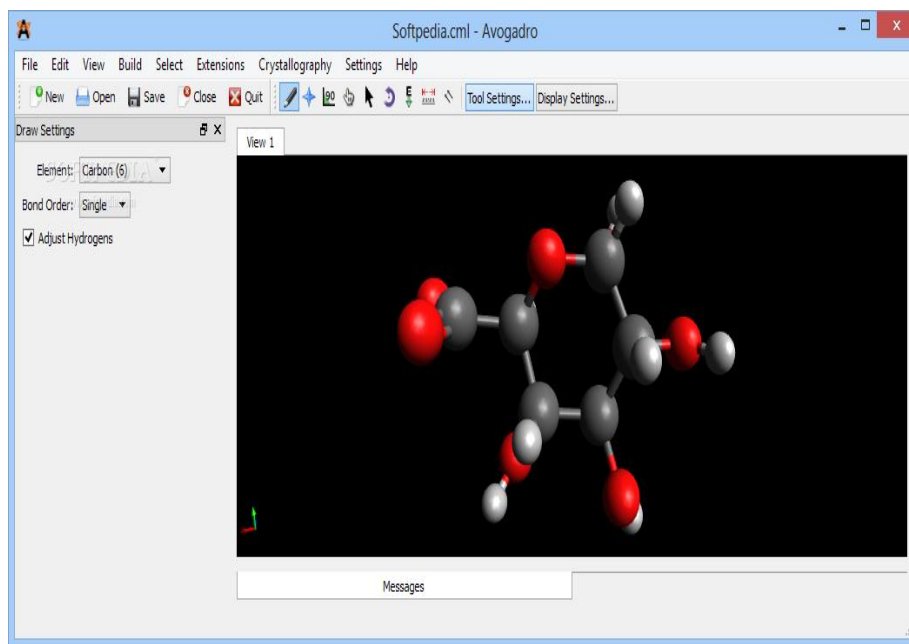 Softpedia.cml - Avogadro
X
File Edit View Build Select Extensions Crystallography Settings Help
New Open Save Close Quit 90 E Tool Settings... Display Settings...
Draw Settings
View 1
Element: Carbon (6)
Bond Order: Single
Adjust Hydrogens
Messages